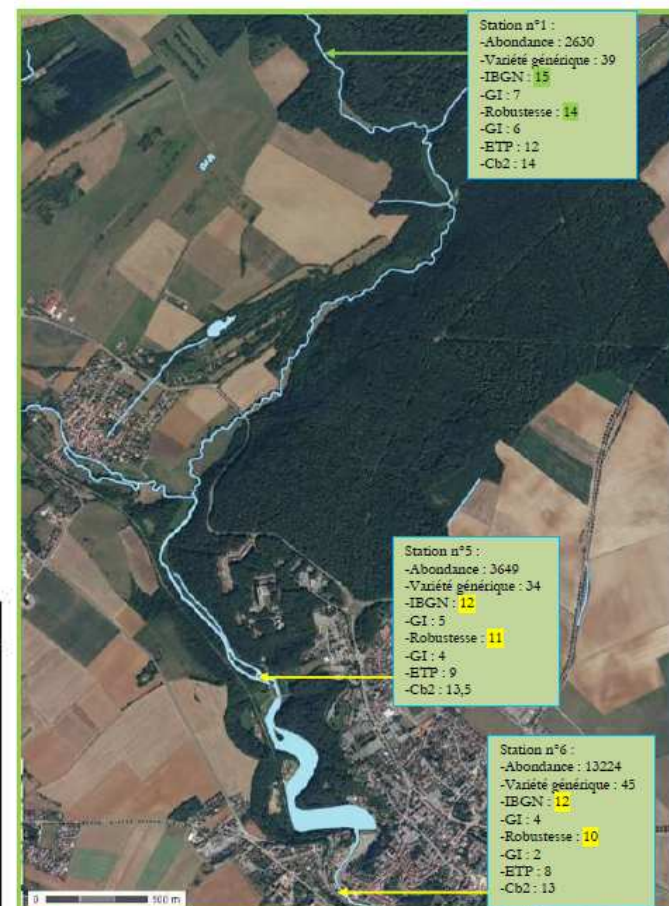 Station n°1 :
-Abondance : 2630
-Variété générique : 39
-IBGN : 15
-GI : 7
-Robustesse : 14
-GI : 6
-ETP : 12
-Cb2 : 14
Station n°5 :
-Abondance : 3649
-Variété générique : 34
-IBGN : 12
-GI : 5
-Robustesse : 11
-GI : 4
-ETP : 9
-Cb2 : 13,5
Station n°6 :
-Abondance : 13224
-Variété générique : 45
-IBGN : 12
-GI : 4
-Robustesse : 10
-GI : 2
-ETP : 8
-Cb2 : 13
0 500 m